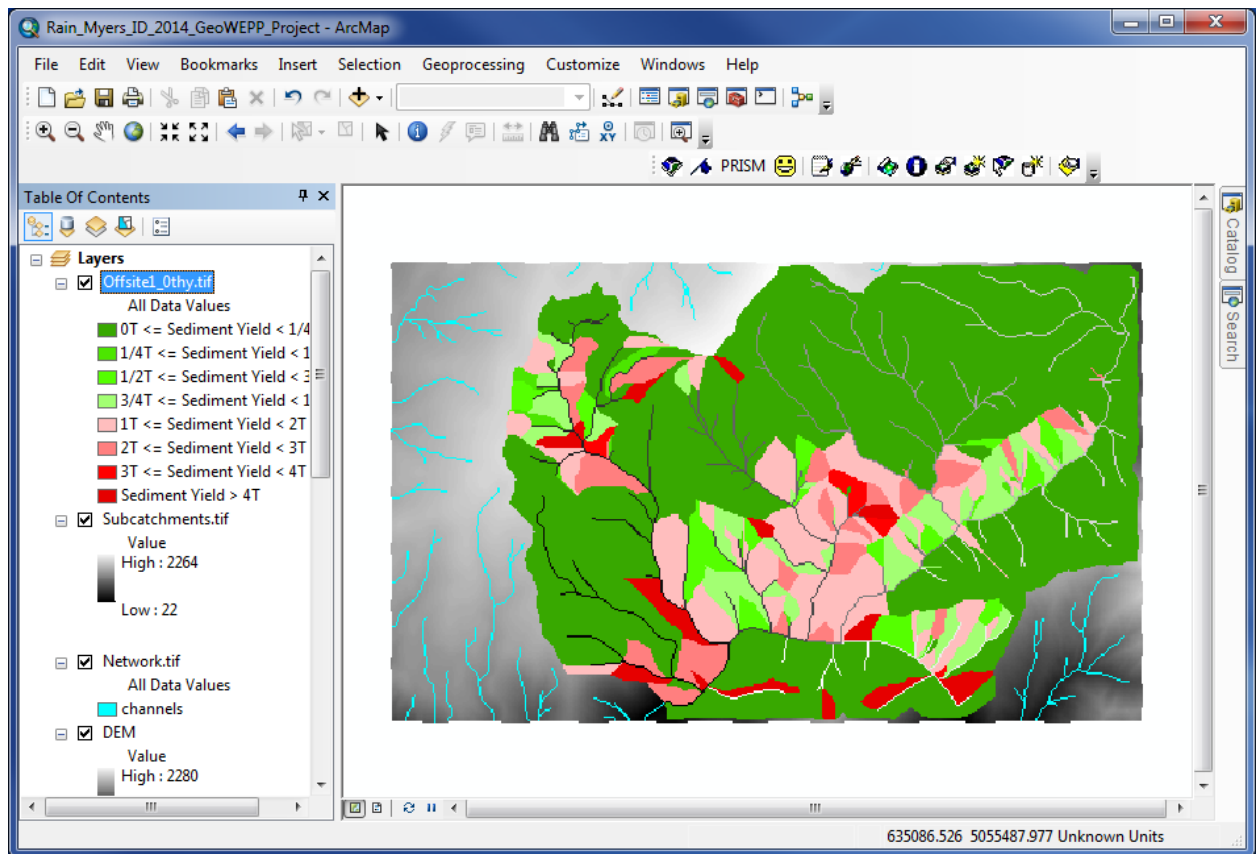 Rain_Myers_ID_2014_GeoWEPP_Project - ArcMap
File Edit View Bookmarks Insert Selection Geoprocessing Customize Windows Help
XY
PRISM
Table Of Contents
Layers
Offsite1_0thy.tif
All Data Values
0T <= Sediment Yield < 1/4
1/4T <= Sediment Yield < 1
1/2T <= Sediment Yield < 3
3/4T <= Sediment Yield < 1
1T <= Sediment Yield < 2T
2T <= Sediment Yield < 3T
3T <= Sediment Yield < 4T
Sediment Yield > 4T
Subcatchments.tif
Value
High : 2264
Low : 22
Network.tif
All Data Values
channels
DEM
Value
High : 2280
Catalog
Search
635086.526 5055487.977 Unknown Units